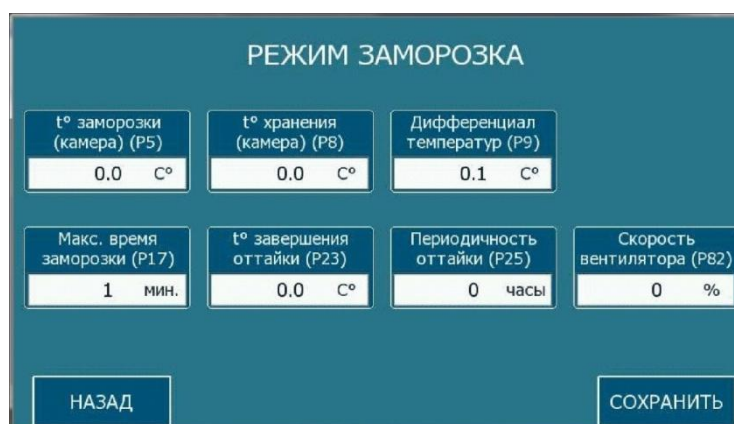 РЕЖИМ ЗАМОРОЗКА
t° заморозки
(камера) (P5)
0.0 C°
t° хранения
(камера) (P8)
0.0 C°
Дифференциал
температур (P9)
0.1 C°
Макс. время
заморозки (P17)
1 мин.
t° завершения
оттайки (P23)
0.0 C°
Периодичность
оттайки (P25)
0 часы
Скорость
вентилятора (P82)
0 %
НАЗАД
СОХРАНИТЬ